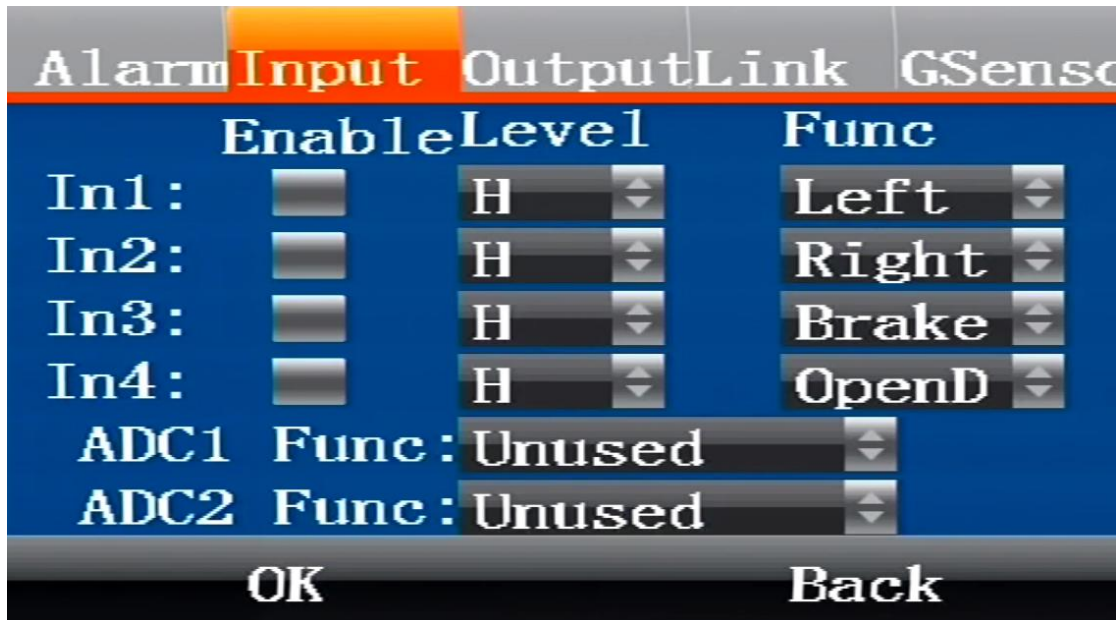 Alarm Input Output Link GSenso
Enable Level Func
In1: H Left
In2: H Right
In3: H Brake
In4: H OpenD
ADC1 Func: Unused
ADC2 Func: Unused
OK Back